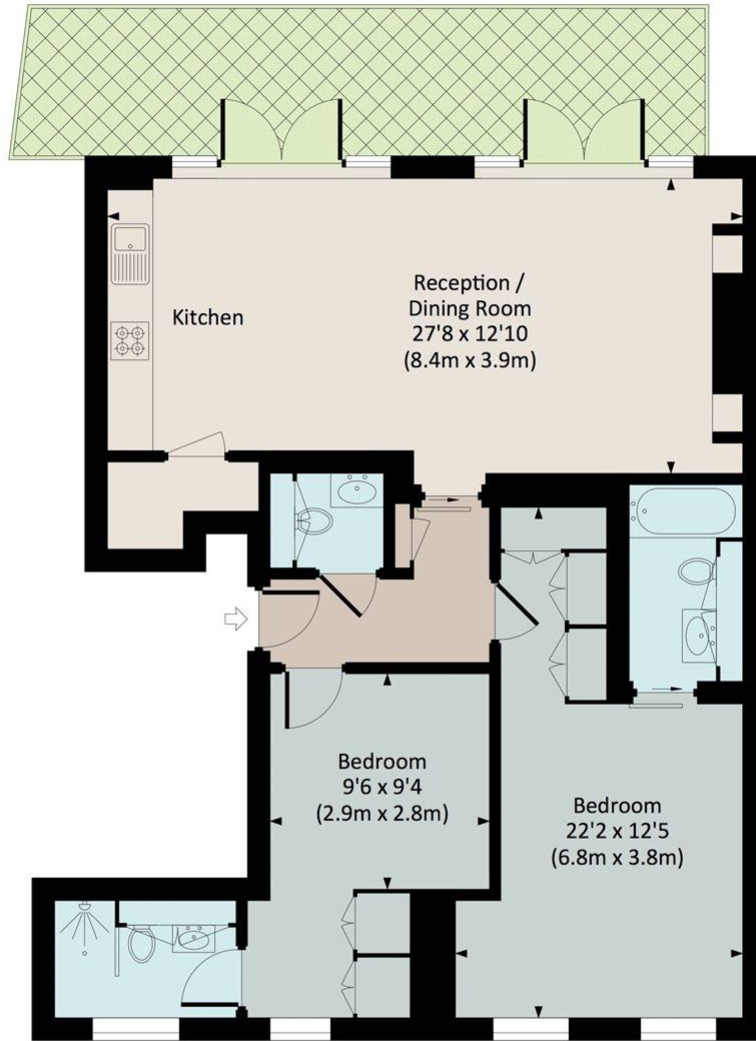 Reception /
Dining Room
27'8 x 12'10
(8.4m x 3.9m)
Kitchen
Bedroom
9'6 x 9'4
(2.9m x 2.8m)
Bedroom
22'2 x 12'5
(6.8m x 3.8m)